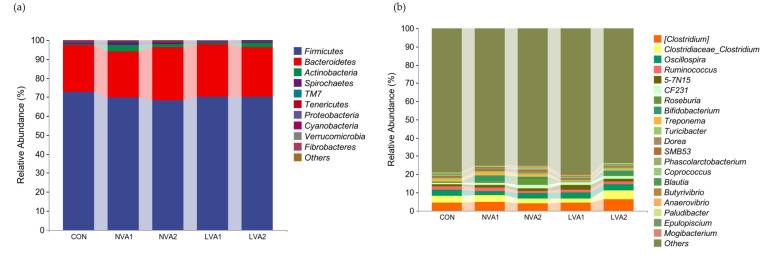 (a)
Relative Abundance (%)
100
90
80
70
60
50
40
30
20
10
0
CON NVA1 NVA2 LVA1 LVA2
Firmicutes
Bacteroidetes
Actinobacteria
Spirochaetes
TM7
Tenericutes
Proteobacteria
Cyanobacteria
Verrucomicrobia
Fibrobacteres
Others
(b)
Relative Abundance (%)
100
90
80
70
60
50
40
30
20
10
0
CON NVA1 NVA2 LVA1 LVA2
[Clostridium]
Clostridiaceae_Clostridium
Oscillospira
Ruminococcus
5-7N15
CF231
Roseburia
Bifidobacterium
Treponema
Turicibacter
Dorea
SMB53
Phascolarctobacterium
Coprococcus
Blautia
Butyrivibrio
Anaerovibrio
Paludibacter
Epulopiscium
Mogibacterium
Others